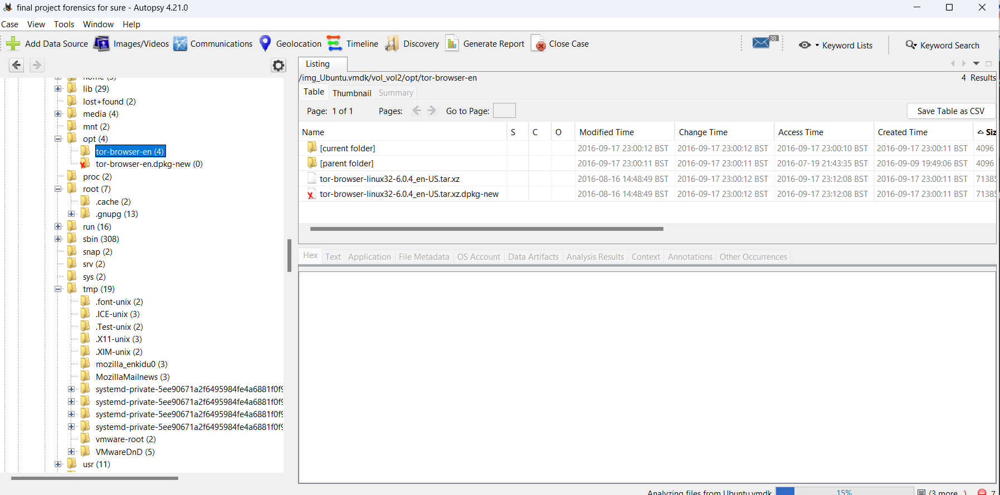 final project forensics for sure - Autopsy 4.21.0
Case View Tools Window Help
Add Data Source Images/Videos Communications Geolocation Timeline Discovery Generate Report Close Case 38 Keyword Lists Keyword Search
Listing
/img_Ubuntu.vmdk/vol_vol2/opt/tor-browser-en 4 Results
Table Thumbnail Summary
Page: 1 of 1 Pages: Go to Page: Save Table as CSV
Name S C O Modified Time Change Time Access Time Created Time Siz
[current folder] 2016-09-17 23:00:12 BST 2016-09-17 23:00:12 BST 2016-09-17 23:00:10 BST 2016-09-17 23:00:11 BST 4096
[parent folder] 2016-09-17 23:00:11 BST 2016-09-17 23:00:11 BST 2016-07-19 21:43:35 BST 2016-09-09 19:49:06 BST 4096
tor-browser-linux32-6.0.4_en-US.tar.xz 2016-08-16 14:48:49 BST 2016-09-17 23:00:12 BST 2016-09-17 23:12:08 BST 2016-09-17 23:00:11 BST 71385
tor-browser-linux32-6.0.4_en-US.tar.xz.dpkg-new 2016-08-16 14:48:49 BST 2016-09-17 23:00:12 BST 2016-09-17 23:12:08 BST 2016-09-17 23:00:11 BST 71385
Hex Text Application File Metadata OS Account Data Artifacts Analysis Results Context Annotations Other Occurrences
lib (29)
lost+found (2)
media (4)
mnt (2)
opt (4)
tor-browser-en (4)
tor-browser-en.dpkg-new (0)
proc (2)
root (7)
.cache (2)
.gnupg (13)
run (16)
sbin (308)
snap (2)
srv (2)
sys (2)
tmp (19)
.font-unix (2)
.ICE-unix (3)
.Test-unix (2)
.X11-unix (3)
.XIM-unix (2)
mozilla_enkidu0 (3)
MozillaMailnews (3)
systemd-private-5ee90671a2f6495984fe4a6881f0f9
systemd-private-5ee90671a2f6495984fe4a6881f0f9
systemd-private-5ee90671a2f6495984fe4a6881f0f9
systemd-private-5ee90671a2f6495984fe4a6881f0f9
vmware-root (2)
VMwareDnD (5)
usr (11)
Analyzing files from Ubuntu.vmdk 15% (3 more...) 7